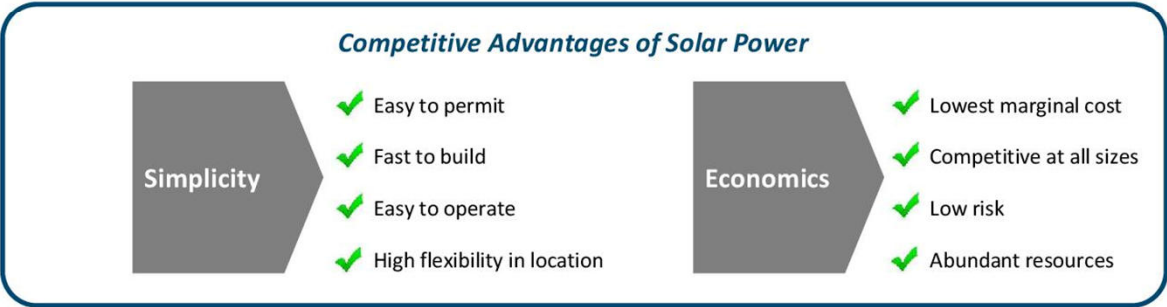 Competitive Advantages of Solar Power
Simplicity
Easy to permit
Fast to build
Easy to operate
High flexibility in location
Economics
Lowest marginal cost
Competitive at all sizes
Low risk
Abundant resources